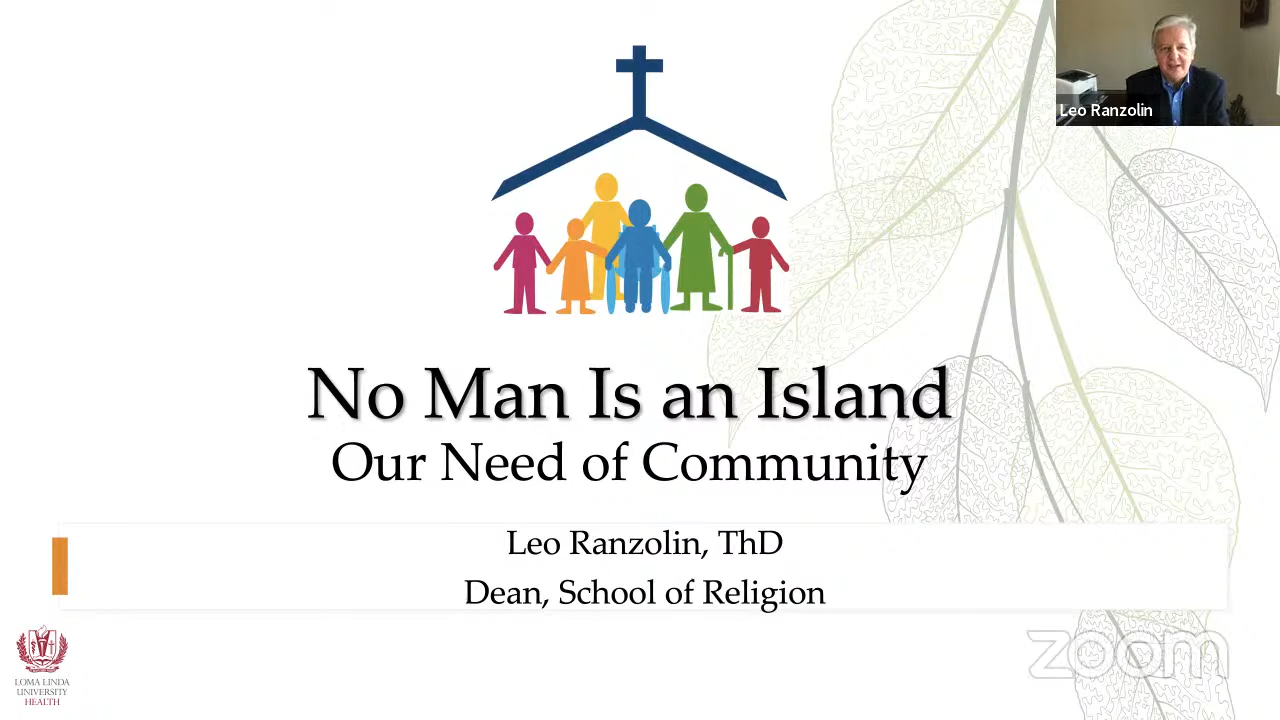 Leo Ranzolin
No Man Is an Island
Our Need of Community
Leo Ranzolin, ThD
Dean, School of Religion
LOMA LINDA
UNIVERSITY
HEALTH
zoom